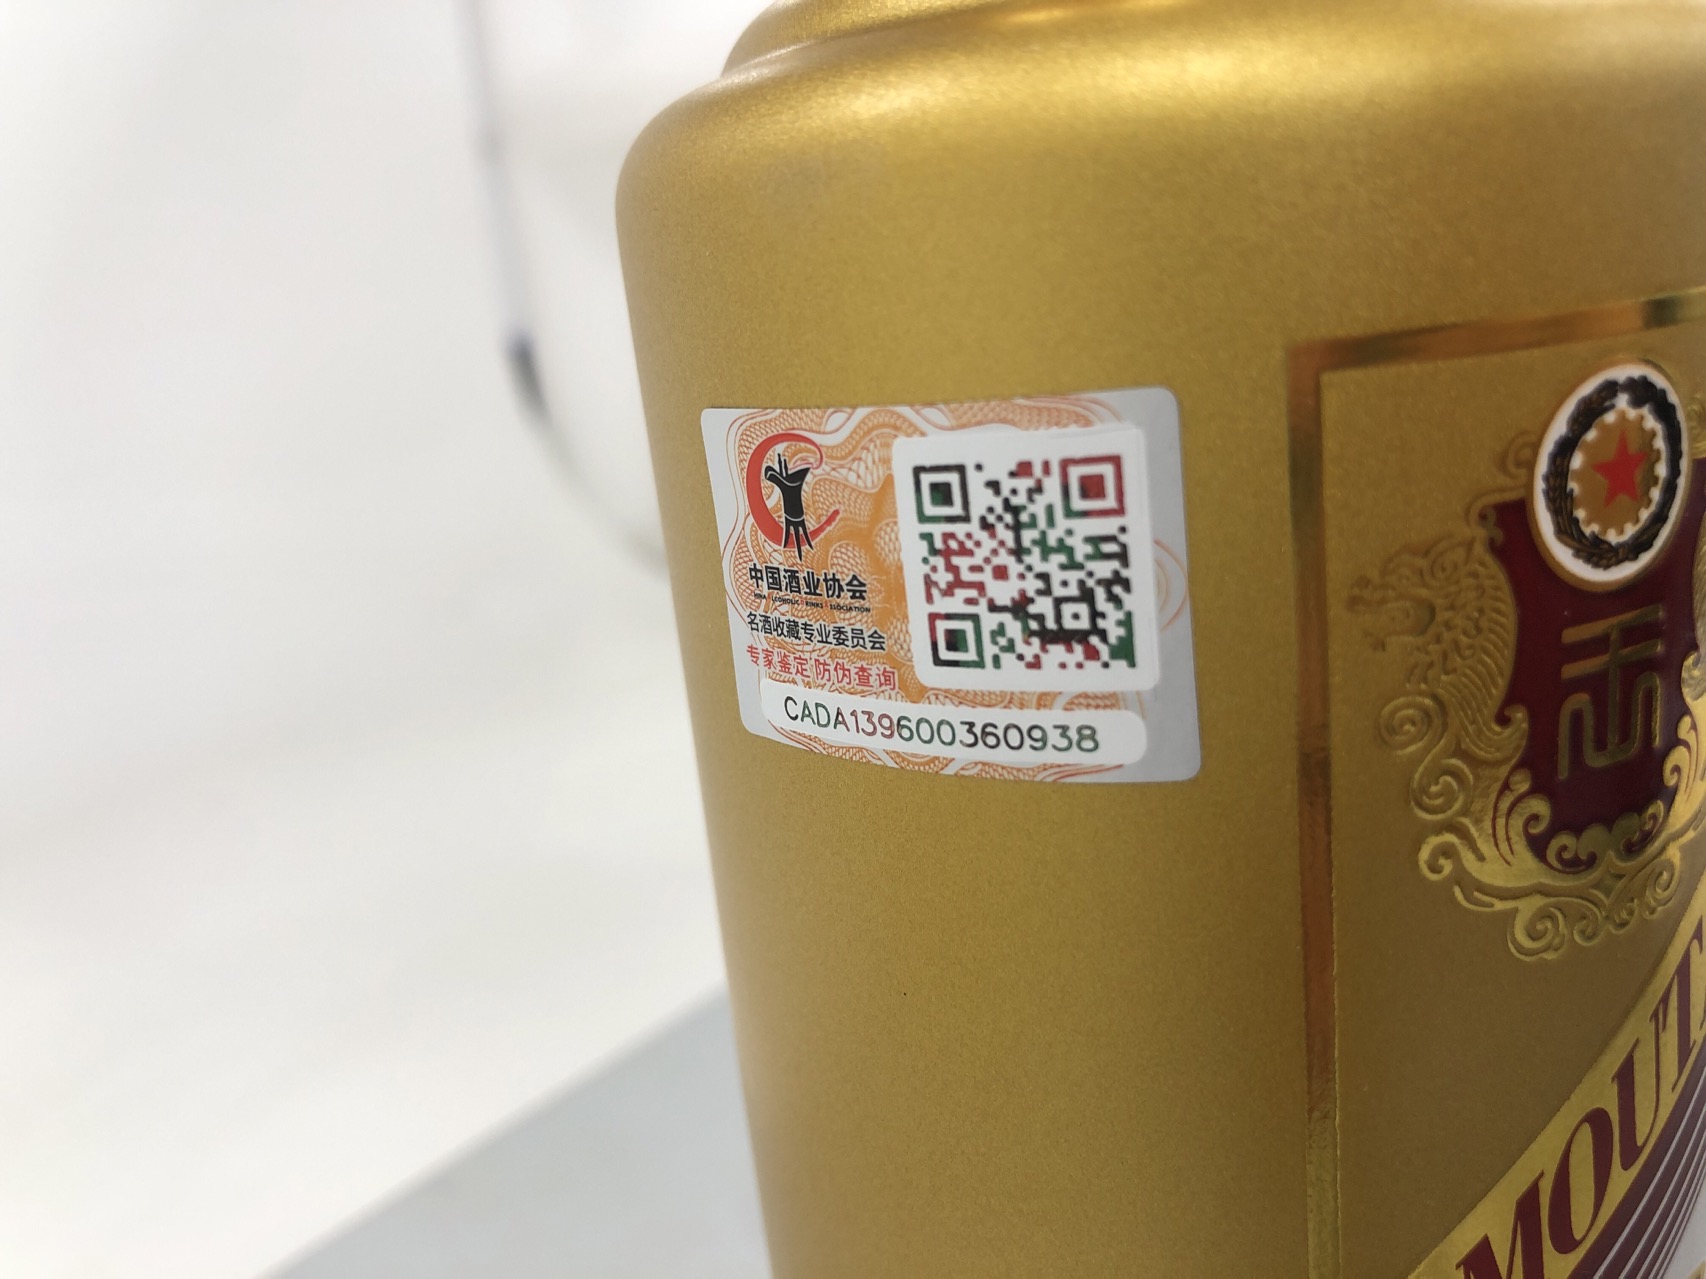 中国酒业协会
名酒收藏专业委员会
专家鉴定 防伪查询
CADA139600360938
MOUT